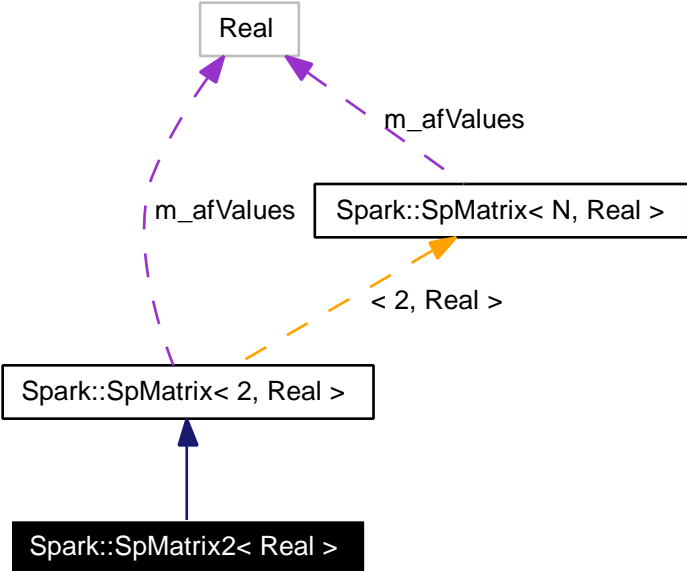 Real
m_afValues
m_afValues
Spark::SpMatrix< N, Real >
< 2, Real >
Spark::SpMatrix< 2, Real >
Spark::SpMatrix2< Real >